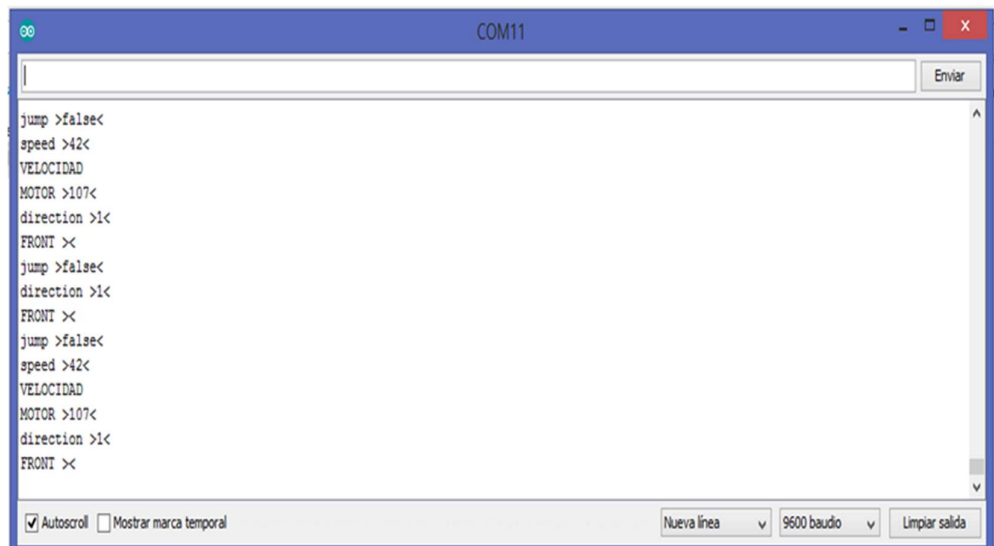 COM11
Enviar
jump >false<
speed >42<
VELOCIDAD
MOTOR >107<
direction >1<
FRONT ><
jump >false<
direction >1<
FRONT ><
jump >false<
speed >42<
VELOCIDAD
MOTOR >107<
direction >1<
FRONT ><
Autoscroll Mostrar marca temporal Nueva línea 9600 baudio Limpiar salida